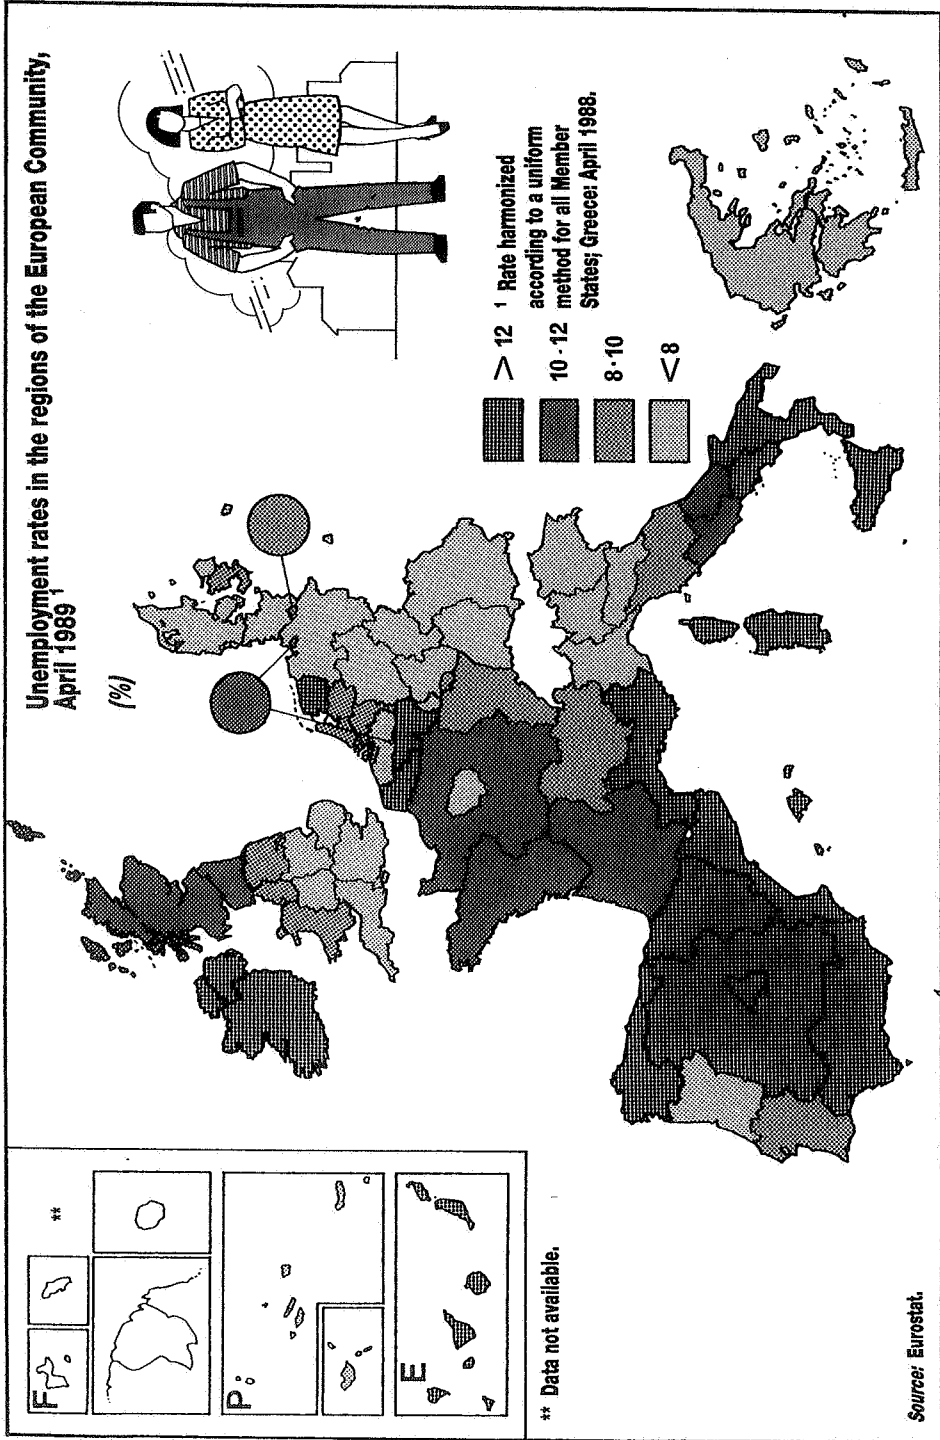 Unemployment rates in the regions of the European Community,
April 1989 ¹
(%)
> 12
10 - 12
8 - 10
< 8
¹ Rate harmonized
according to a uniform
method for all Member
States; Greece: April 1988.
F
**
P
E
** Data not available.
Source: Eurostat.